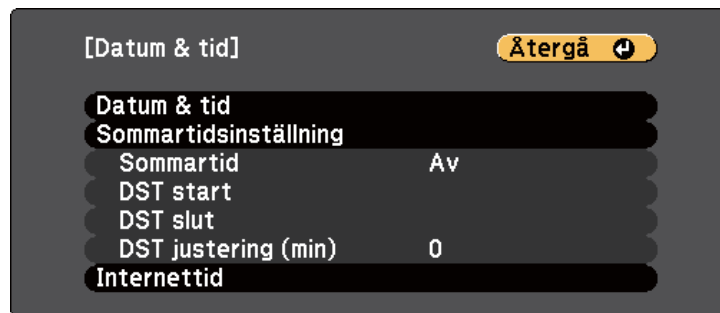 [Datum & tid] Återgå
Datum & tid
Sommartidsinställning
Sommartid Av
DST start
DST slut
DST justering (min) 0
Internettid